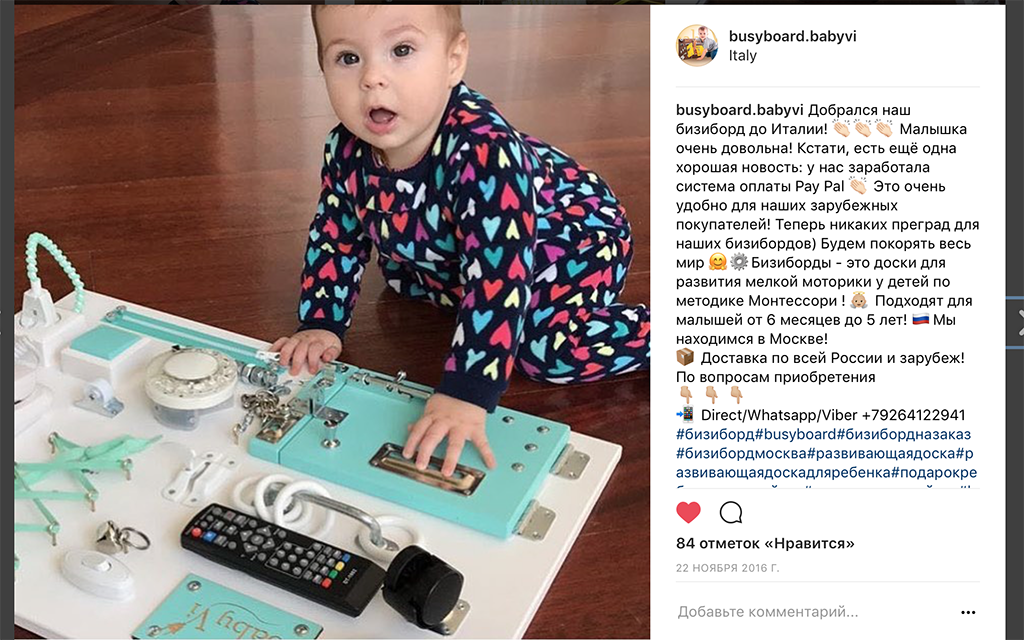 busyboard.babyvi
Italy
busyboard.babyvi Добрался наш
бизиборд до Италии! 👏🏻👏🏻👏🏻 Малышка
очень довольна! Кстати, есть ещё одна
хорошая новость: у нас заработала
система оплаты Pay Pal 👏🏻 Это очень
удобно для наших зарубежных
покупателей! Теперь никаких преград для
наших бизибордов) Будем покорять весь
мир 🤗⚙️Бизиборды - это доски для
развития мелкой моторики у детей по
методике Монтессори ! 👼🏼 Подходят для
малышей от 6 месяцев до 5 лет! 🇷🇺 Мы
находимся в Москве!
📦 Доставка по всей России и зарубеж!
По вопросам приобретения
👇🏼 👇🏼 👇🏼
📲 Direct/Whatsapp/Viber +79264122941
#бизиборд#busyboard#бизибордназаказ
#бизибордмосква#развивающаядоска#р
азвивающаядоскадляребенка#подарокре
84 отметок «Нравится»
22 НОЯБРЯ 2016 Г.
Добавьте комментарий...
baby Vi